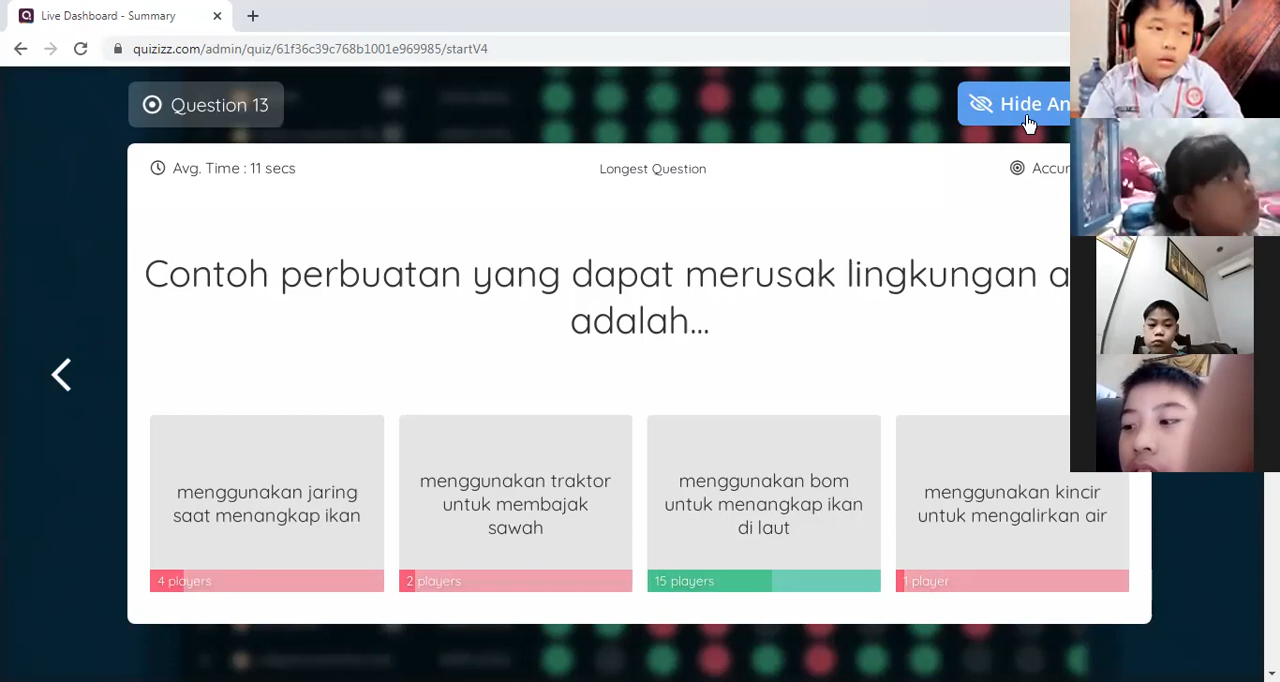 Live Dashboard - Summary
quizizz.com/admin/quiz/61f36c39c768b1001e969985/startV4
Question 13
Hide An
Avg. Time : 11 secs
Longest Question
Accur
Contoh perbuatan yang dapat merusak lingkungan a
adalah...
menggunakan jaring
saat menangkap ikan
4 players
menggunakan traktor
untuk membajak
sawah
2 players
menggunakan bom
untuk menangkap ikan
di laut
15 players
menggunakan kincir
untuk mengalirkan air
1 player